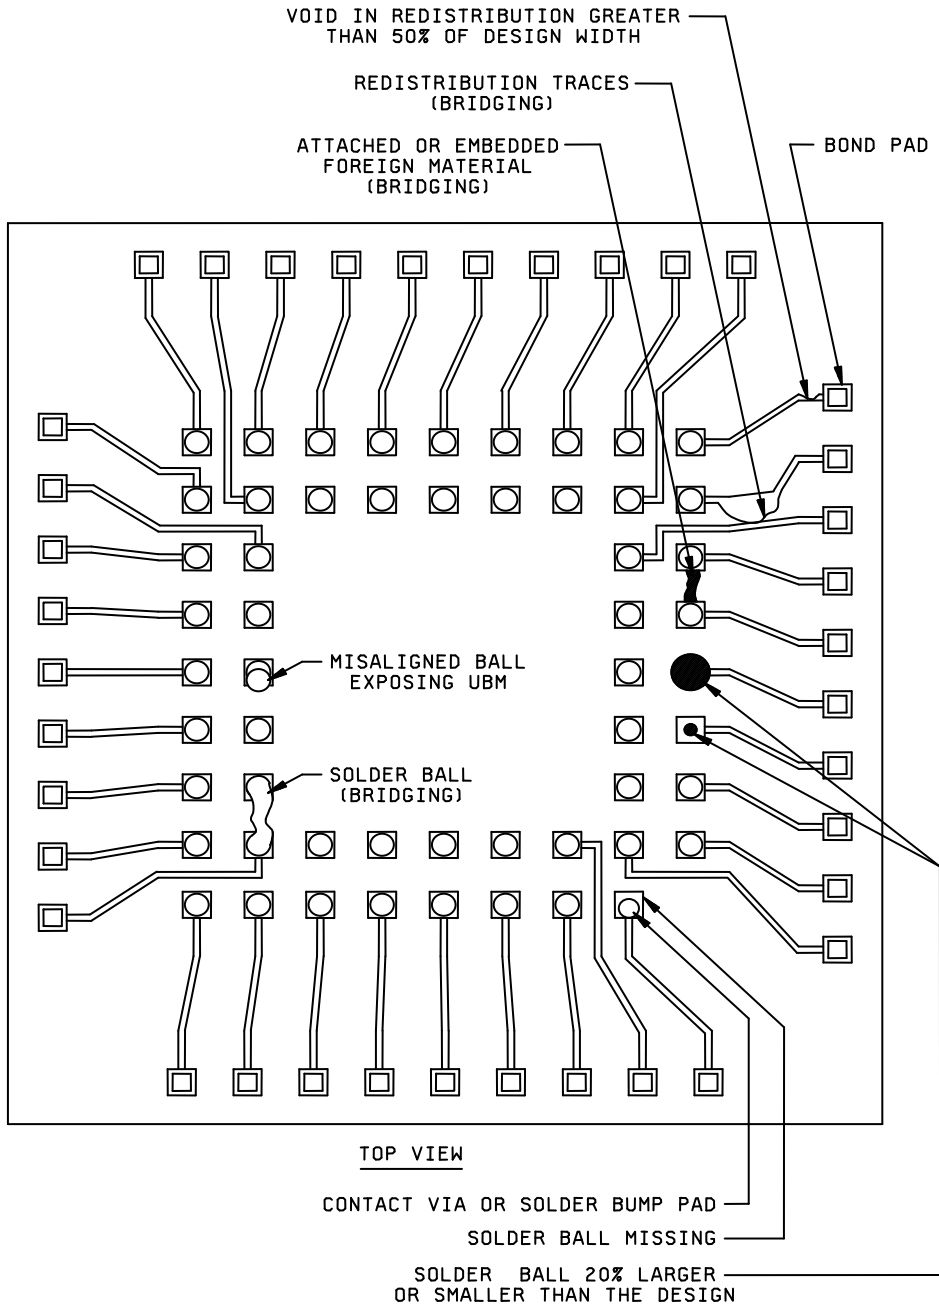 VOID IN REDISTRIBUTION GREATER
THAN 50% OF DESIGN WIDTH
REDISTRIBUTION TRACES
(BRIDGING)
ATTACHED OR EMBEDDED
FOREIGN MATERIAL
(BRIDGING)
BOND PAD
MISALIGNED BALL
EXPOSING UBM
SOLDER BALL
(BRIDGING)
TOP VIEW
CONTACT VIA OR SOLDER BUMP PAD
SOLDER BALL MISSING
SOLDER BALL 20% LARGER
OR SMALLER THAN THE DESIGN